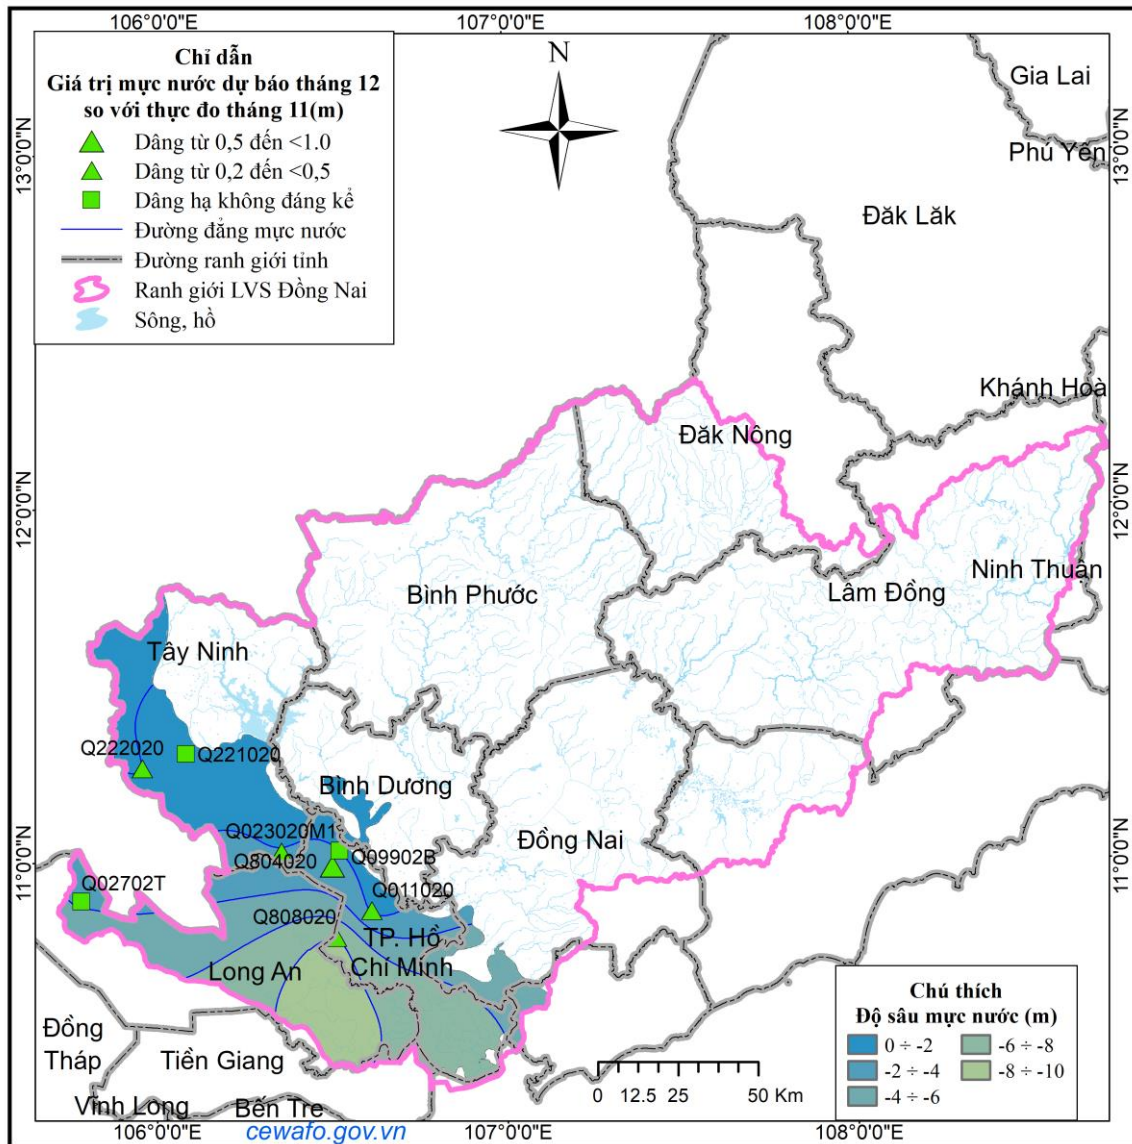 106°0'0"E
107°0'0"E
108°0'0"E
Chỉ dẫn
Giá trị mực nước dự báo tháng 12
so với thực đo tháng 11(m)
Dâng từ 0,5 đến <1.0
Dâng từ 0,2 đến <0,5
Dâng hạ không đáng kể
Đường đẳng mực nước
Đường ranh giới tỉnh
Ranh giới LVS Đồng Nai
Sông, hồ
N
Gia Lai
13°0'0"N
Phú Yên
13°0'0"N
Đăk Lăk
Khánh Hoà
Đăk Nông
12°0'0"N
12°0'0"N
Ninh Thuận
Lâm Đồng
Bình Phước
Tây Ninh
Q222020
Q221020
Bình Dương
Q023020M1
Đồng Nai
11°0'0"N
11°0'0"N
Q804020
Q09902B
Q02702T
Q011020
Q808020
TP. Hồ
Chí Minh
Long An
Đồng
Tháp
Tiền Giang
Vĩnh Long
Bến Tre
0 12.5 25 50 Km
Chú thích
Độ sâu mực nước (m)
0 ÷ -2
-2 ÷ -4
-4 ÷ -6
-6 ÷ -8
-8 ÷ -10
106°0'0"E
107°0'0"E
108°0'0"E
cewafo.gov.vn